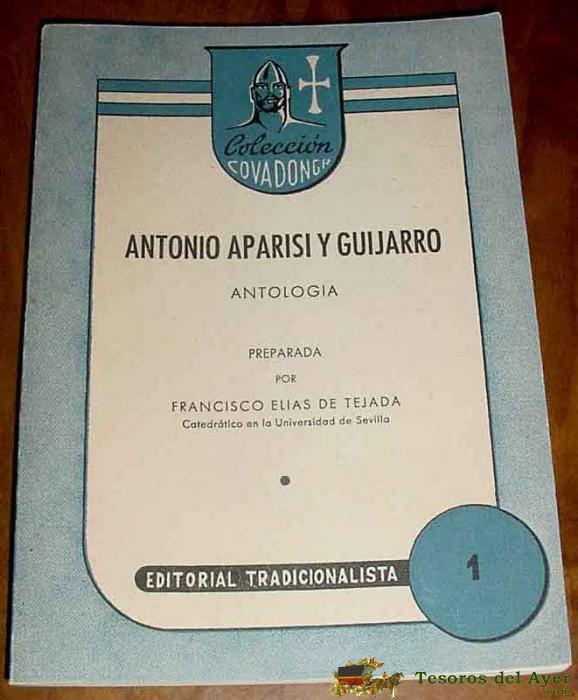 Colección
COVADONGA
ANTONIO APARISI Y GUIJARRO
ANTOLOGIA
PREPARADA
POR
FRANCISCO ELIAS DE TEJADA
Catedrático en la Universidad de Sevilla
EDITORIAL TRADICIONALISTA
1
Tesoros del Ayer
.com